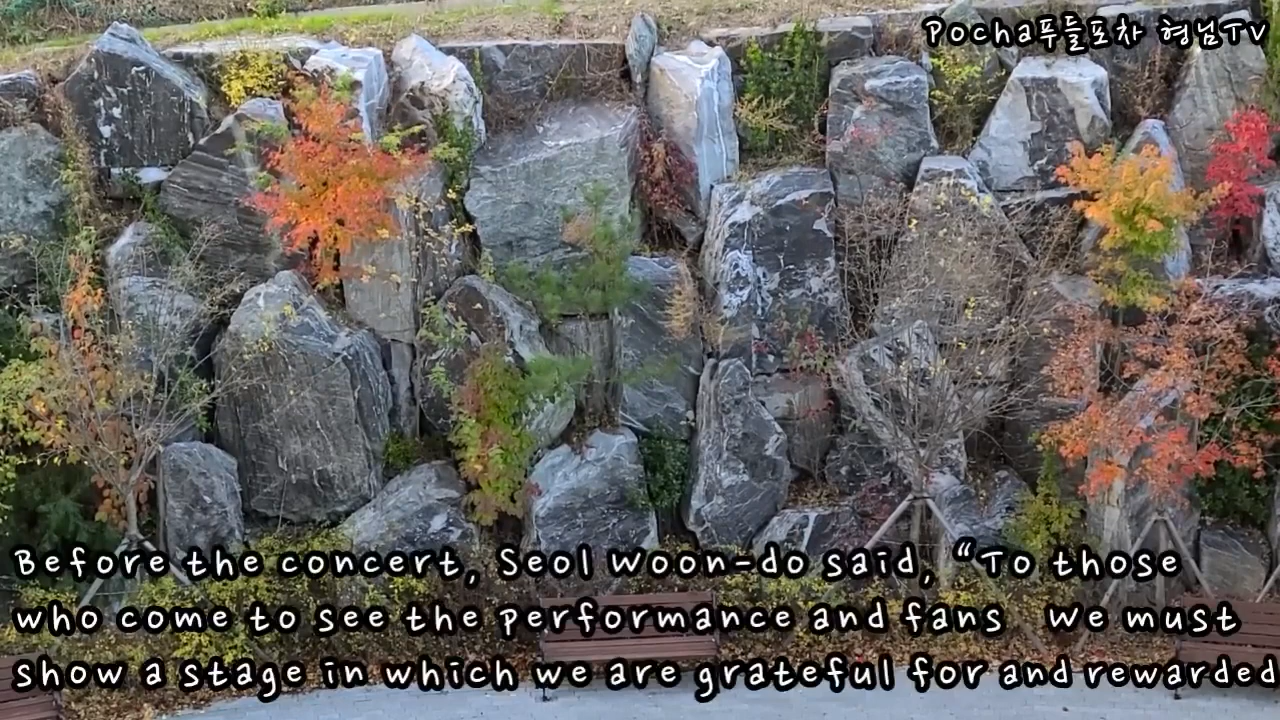 Pocha푸들포차 형님TV
Before the concert, Seol Woon-do said, “To those
who come to see the performance and fans We must
show a stage in which we are grateful for and rewarded